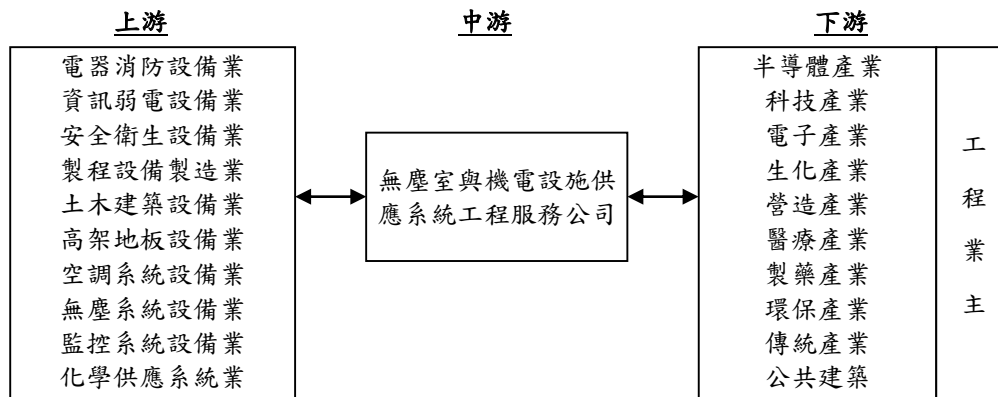 上游
中游
下游
電器消防設備業
資訊弱電設備業
安全衛生設備業
製程設備製造業
土木建築設備業
高架地板設備業
空調系統設備業
無塵系統設備業
監控系統設備業
化學供應系統業
無塵室與機電設施供
應系統工程服務公司
半導體產業
科技產業
電子產業
生化產業
營造產業
醫療產業
製藥產業
環保產業
傳統產業
公共建築
工程業主